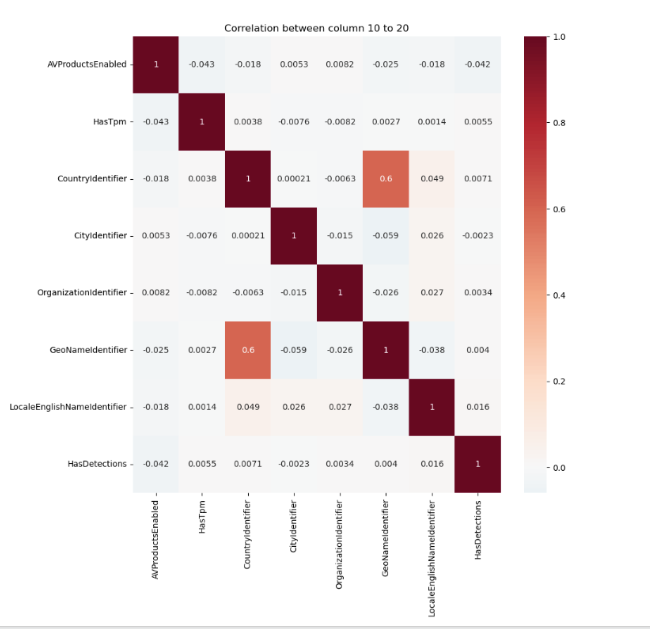 Correlation between column 10 to 20
AVProductsEnabled 1 -0.043 -0.018 0.0053 0.0082 -0.025 -0.018 -0.042
HasTpm -0.043 1 0.0038 -0.0076 -0.0082 0.0027 0.0014 0.0055
CountryIdentifier -0.018 0.0038 1 0.00021 -0.0063 0.6 0.049 0.0071
CityIdentifier 0.0053 -0.0076 0.00021 1 -0.015 -0.059 0.026 -0.0023
OrganizationIdentifier 0.0082 -0.0082 -0.0063 -0.015 1 -0.026 0.027 0.0034
GeoNameIdentifier -0.025 0.0027 0.6 -0.059 -0.026 1 -0.038 0.004
LocaleEnglishNameIdentifier -0.018 0.0014 0.049 0.026 0.027 -0.038 1 0.016
HasDetections -0.042 0.0055 0.0071 -0.0023 0.0034 0.004 0.016 1
AVProductsEnabled
HasTpm
CountryIdentifier
CityIdentifier
OrganizationIdentifier
GeoNameIdentifier
LocaleEnglishNameIdentifier
HasDetections
1.0
0.8
0.6
0.4
0.2
0.0